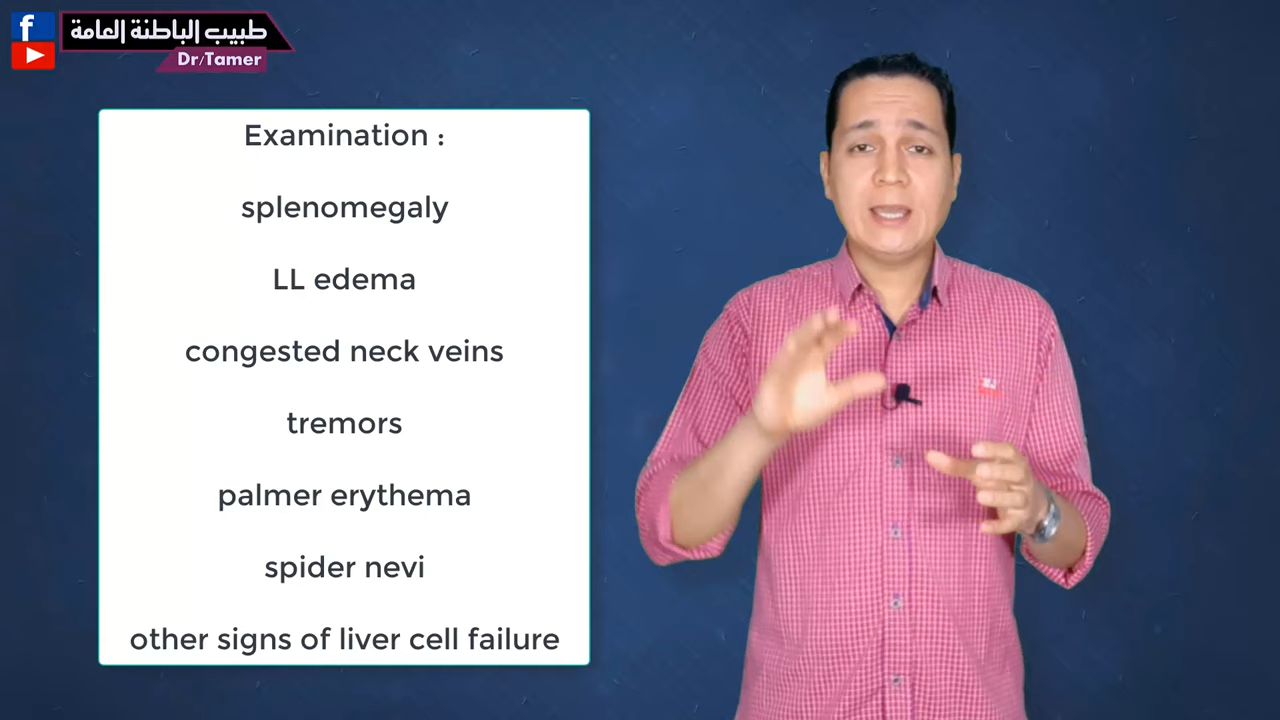 طبيب الباطنة العامة
Dr/Tamer
Examination :
splenomegaly
LL edema
congested neck veins
tremors
palmer erythema
spider nevi
other signs of liver cell failure